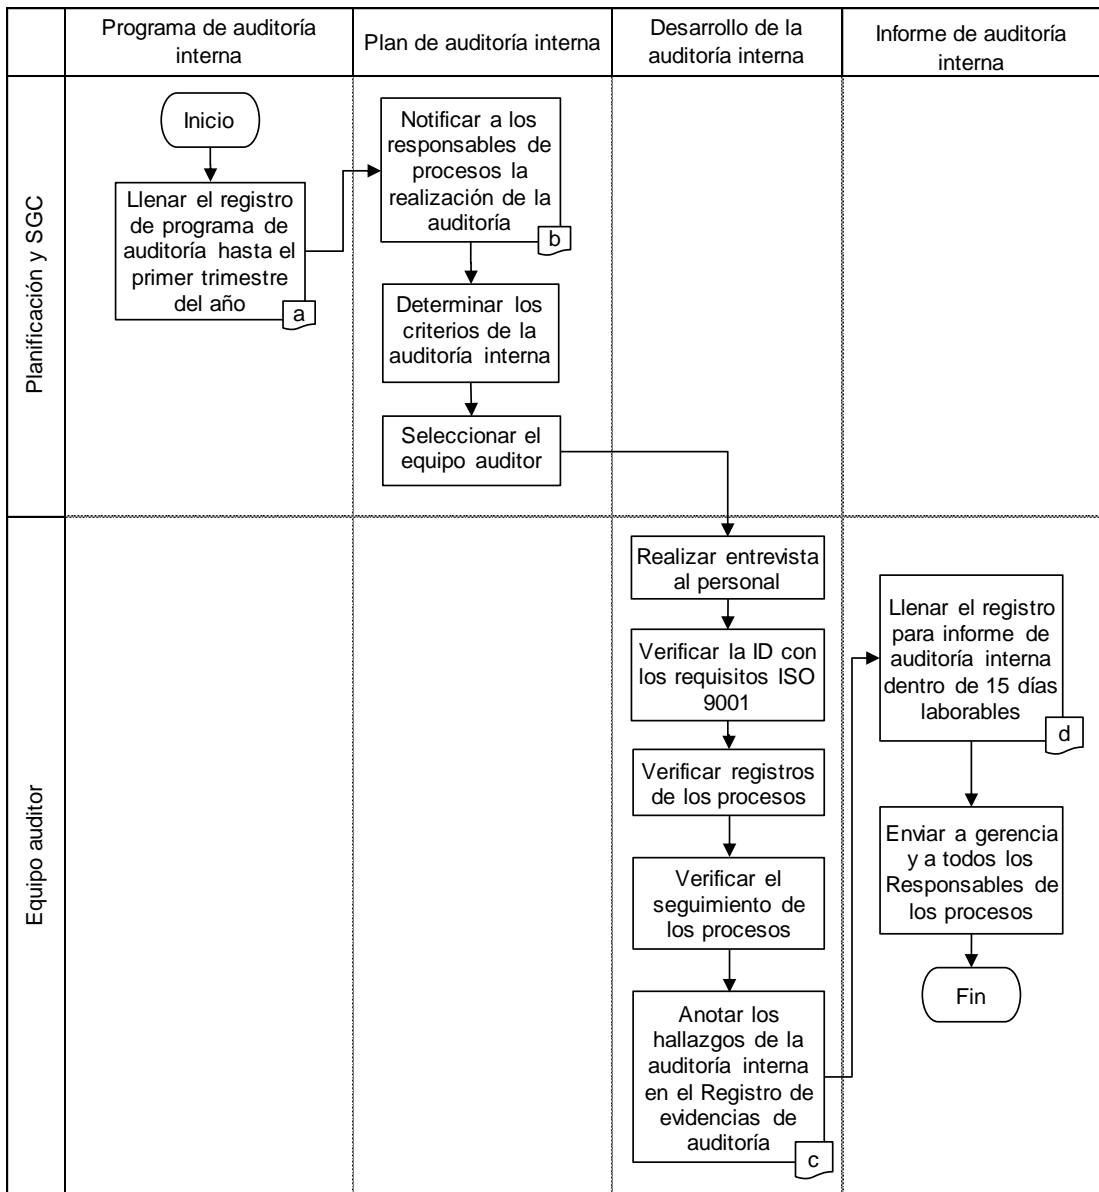 Programa de auditoría
interna
Plan de auditoría interna
Desarrollo de la
auditoría interna
Informe de auditoría
interna
Planificación y SGC
Inicio
Llenar el registro
de programa de
auditoría hasta el
primer trimestre
del año
a
Notificar a los
responsables de
procesos la
realización de la
auditoría
b
Determinar los
criterios de la
auditoría interna
Seleccionar el
equipo auditor
Equipo auditor
Realizar entrevista
al personal
Verificar la ID con
los requisitos ISO
9001
Verificar registros
de los procesos
Verificar el
seguimiento de
los procesos
Anotar los
hallazgos de la
auditoría interna
en el Registro de
evidencias de
auditoría
c
Llenar el registro
para informe de
auditoría interna
dentro de 15 días
laborables
d
Enviar a gerencia
y a todos los
Responsables de
los procesos
Fin